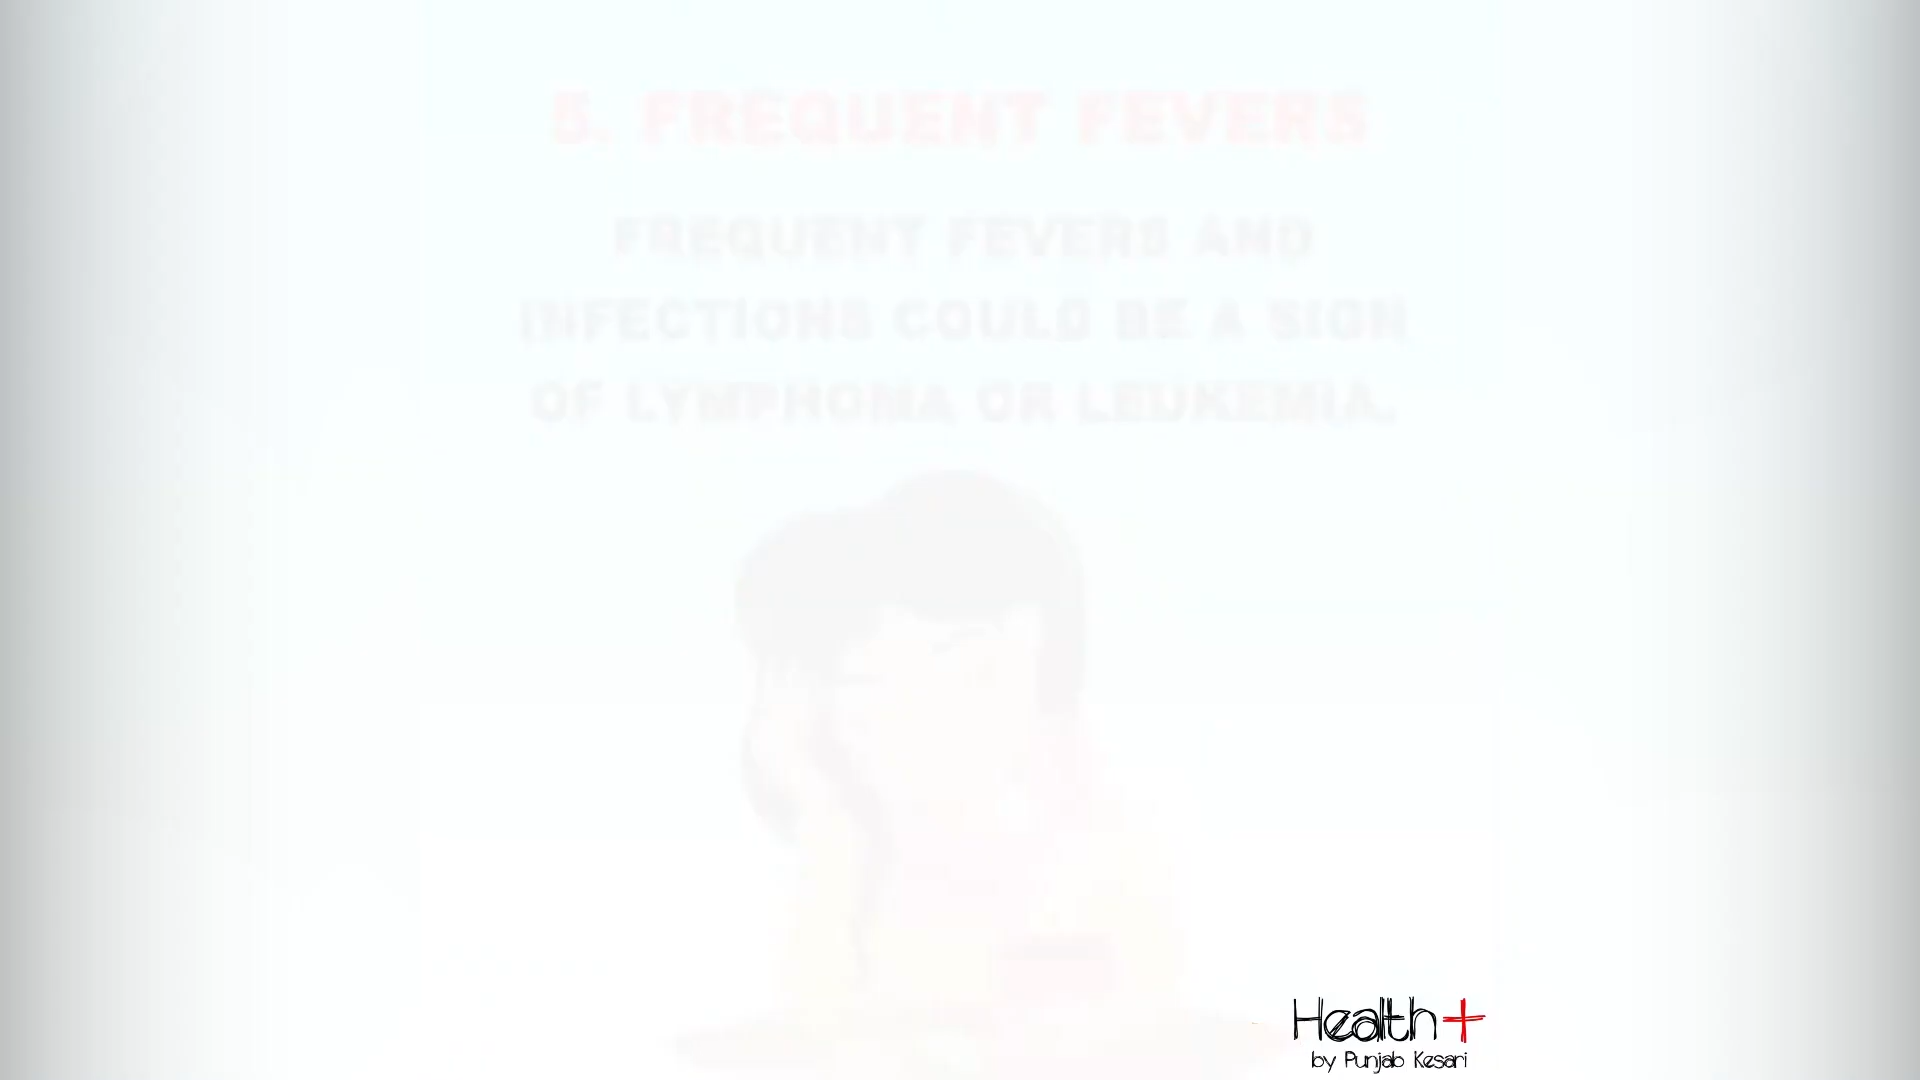 5. FREQUENT FEVERS
FREQUENT FEVERS AND
INFECTIONS COULD BE A SIGN
OF LYMPHOMA OR LEUKEMIA.
Health+
by Punjab Kesari